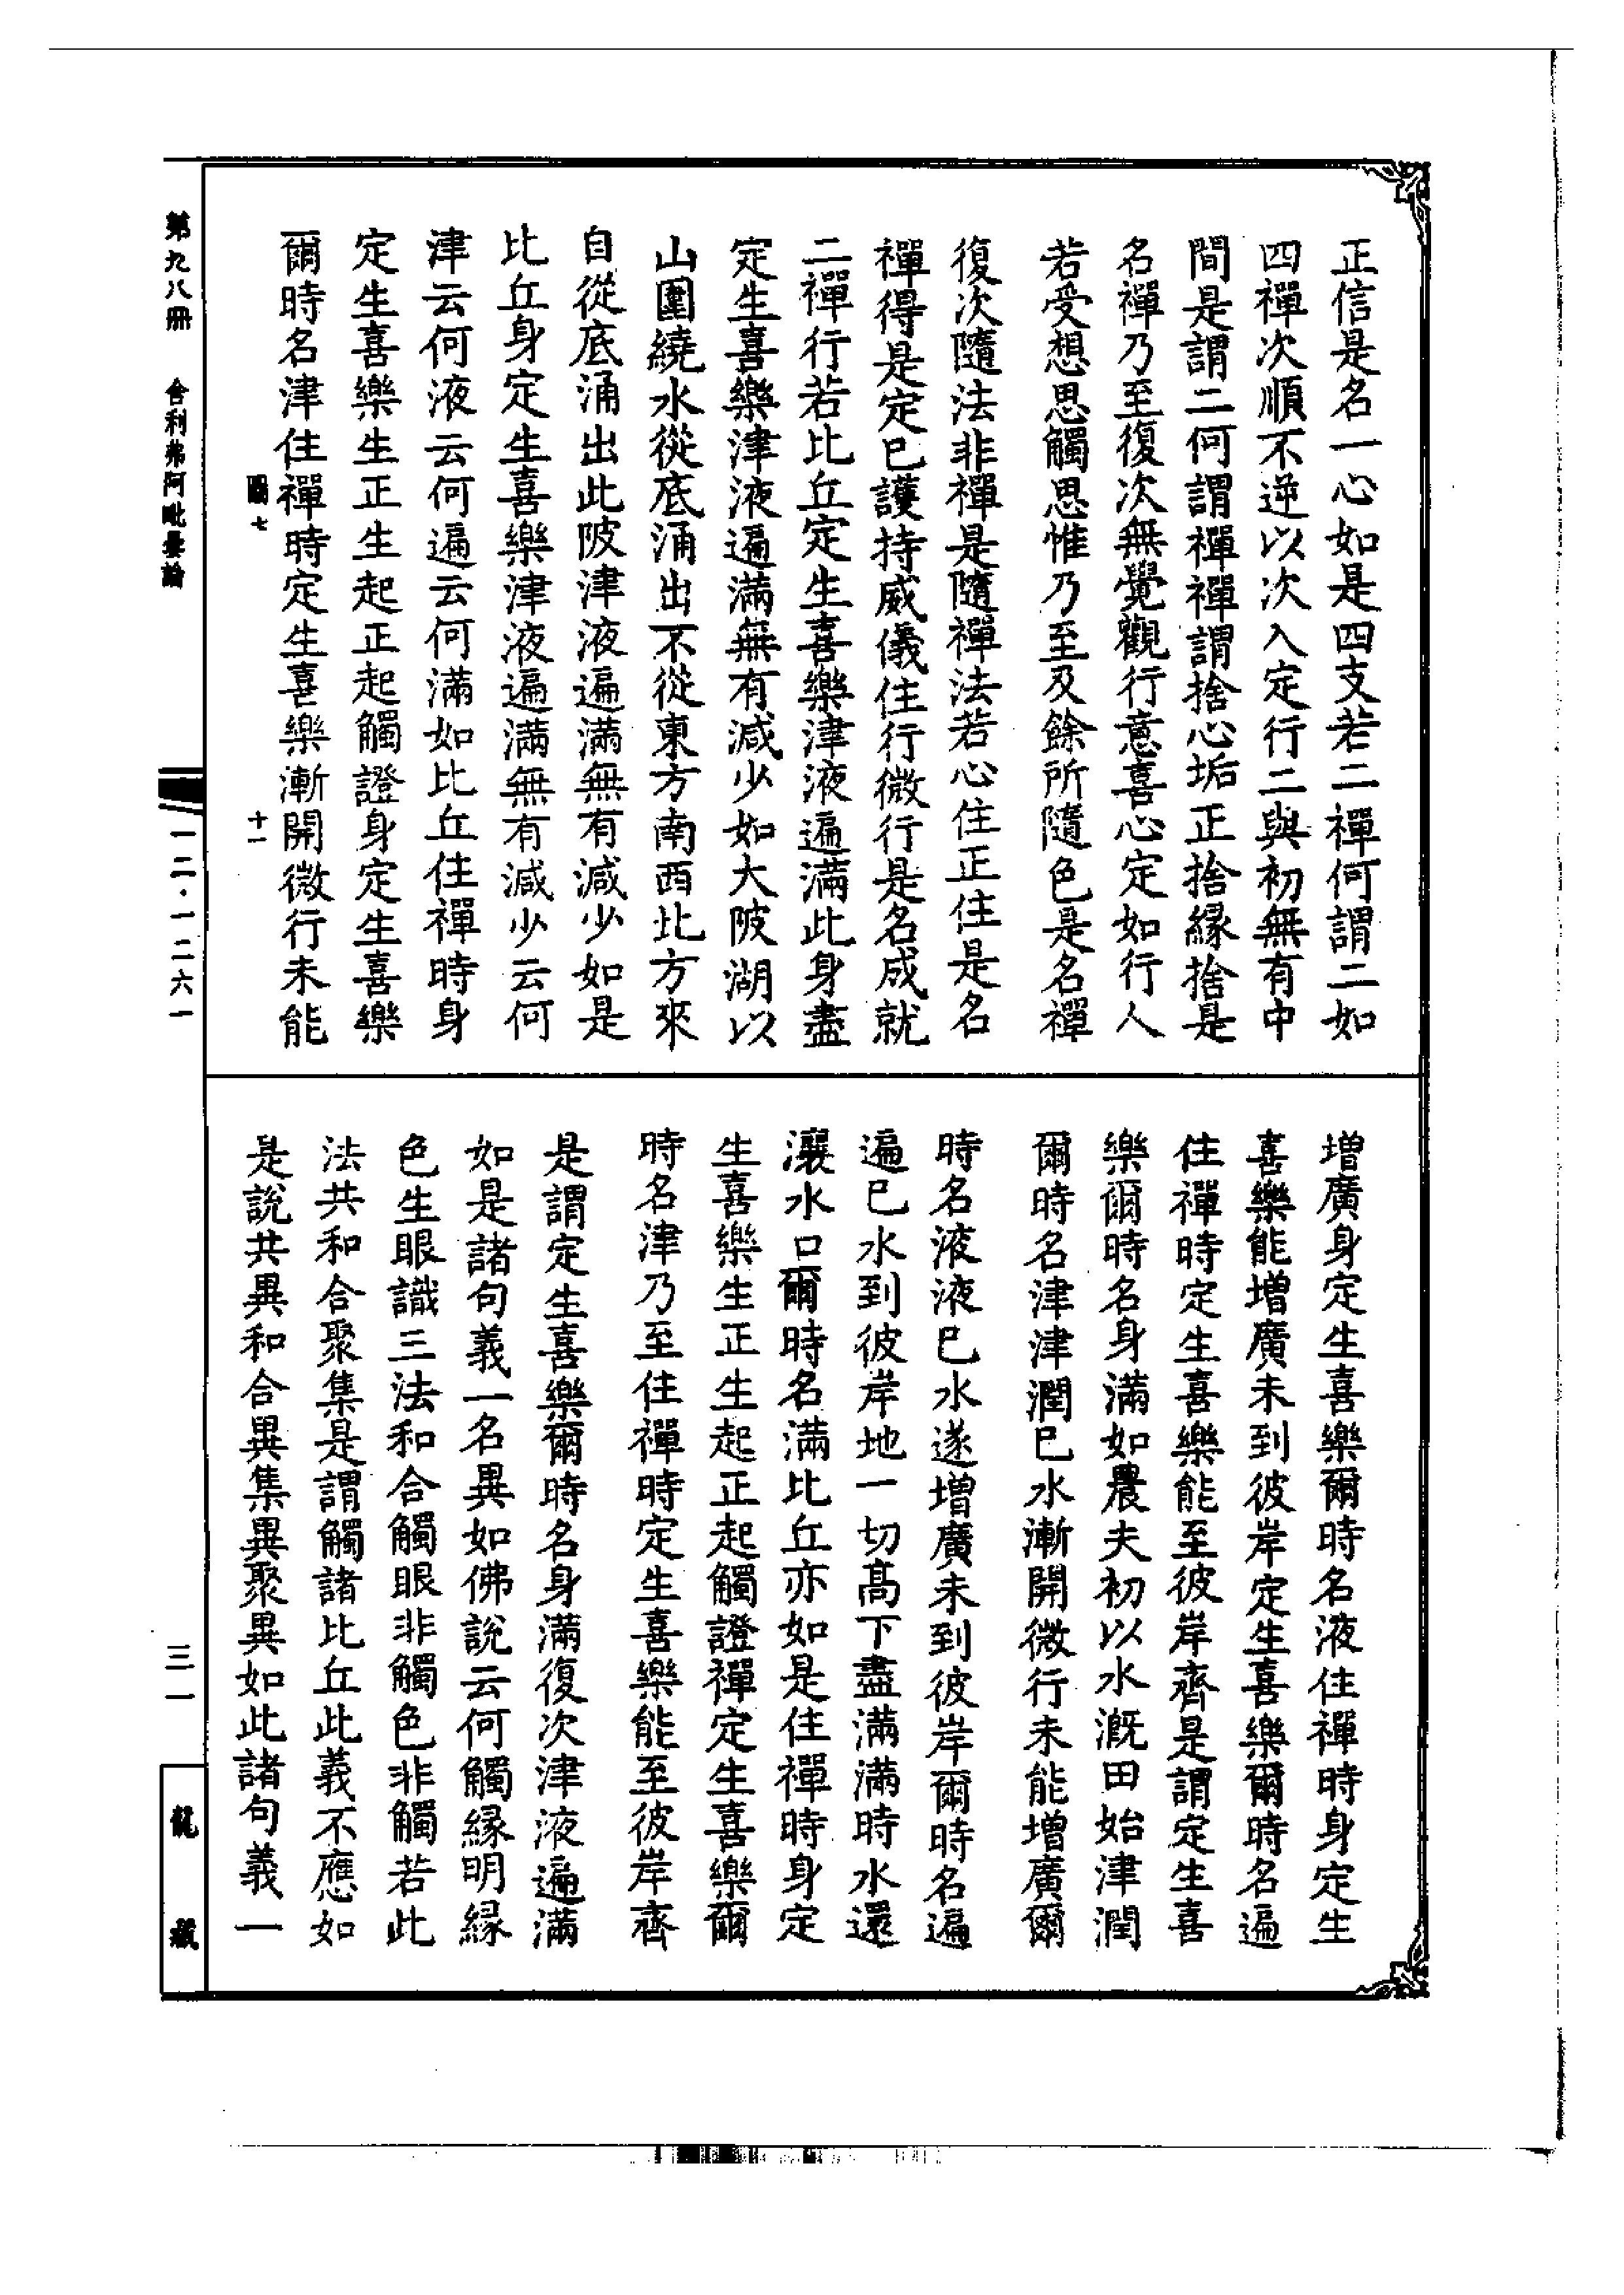 正信是名一心如是四支若二禪何謂二如
四禪次順不逆以次入定行二與初無有中
間是謂二何謂禪禪謂捨心垢正捨緣捨是
名禪乃至復次無覺觀行意喜心定如行人
若受想思觸思惟乃至及餘所隨色是名禪
復次隨法非禪是隨禪法若心住正住是名
禪得是定已護持威儀住行微行是名成就
二禪行若比丘定生喜樂津液遍滿此身盡
定生喜樂津液遍滿無有減少如大陂湖以
山圍繞水從底涌出不從東方南西北方來
自從底涌出此陂津液遍滿無有減少如是
比丘身定生喜樂津液遍滿無有減少云何
津云何液云何遍云何滿如比丘住禪時身
定生喜樂生正生起正起觸證身定生喜樂
爾時名津住禪時定生喜樂漸開微行未能
圖七 十一
增廣身定生喜樂爾時名液住禪時身定生
喜樂能增廣未到彼岸定生喜樂爾時名遍
住禪時定生喜樂能至彼岸齊是謂定生喜
樂爾時名身滿如農夫初以水溉田始津潤
爾時名津津潤已水漸開微行未能增廣爾
時名液液已水遂增廣未到彼岸爾時名遍
遍已水到彼岸地一切高下盡滿滿時水還
瀼水口爾時名滿比丘亦如是住禪時身定
生喜樂生正生起正起觸證禪定生喜樂爾
時名津乃至住禪時定生喜樂能至彼岸齊
是謂定生喜樂爾時名身滿復次津液遍滿
如是諸句義一名異如佛說云何觸緣明緣
色生眼識三法和合觸眼非觸色非觸若此
法共和合聚集是謂觸諸比丘此義不應如
是說共異和合異集異聚異如此諸句義一
第九八冊 舍利弗阿毗曇論
一二·一二六一
三一
龍藏